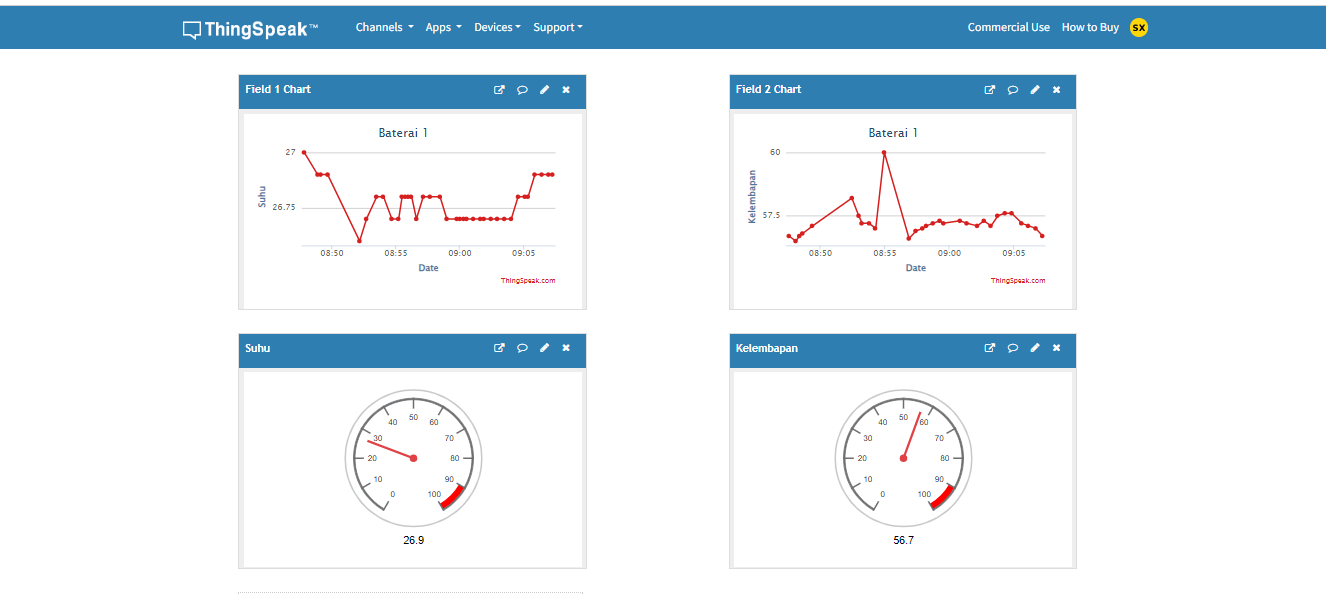 ThingSpeak™ Channels Apps Devices Support Commercial Use How to Buy SX
Field 1 Chart
Baterai 1
27
26.75
Suhu
08:50 08:55 09:00 09:05
Date
ThingSpeak.com
Field 2 Chart
Baterai 1
60
57.5
Kelembapan
08:50 08:55 09:00 09:05
Date
ThingSpeak.com
Suhu
0 10 20 30 40 50 60 70 80 90 100
26.9
Kelembapan
0 10 20 30 40 50 60 70 80 90 100
56.7